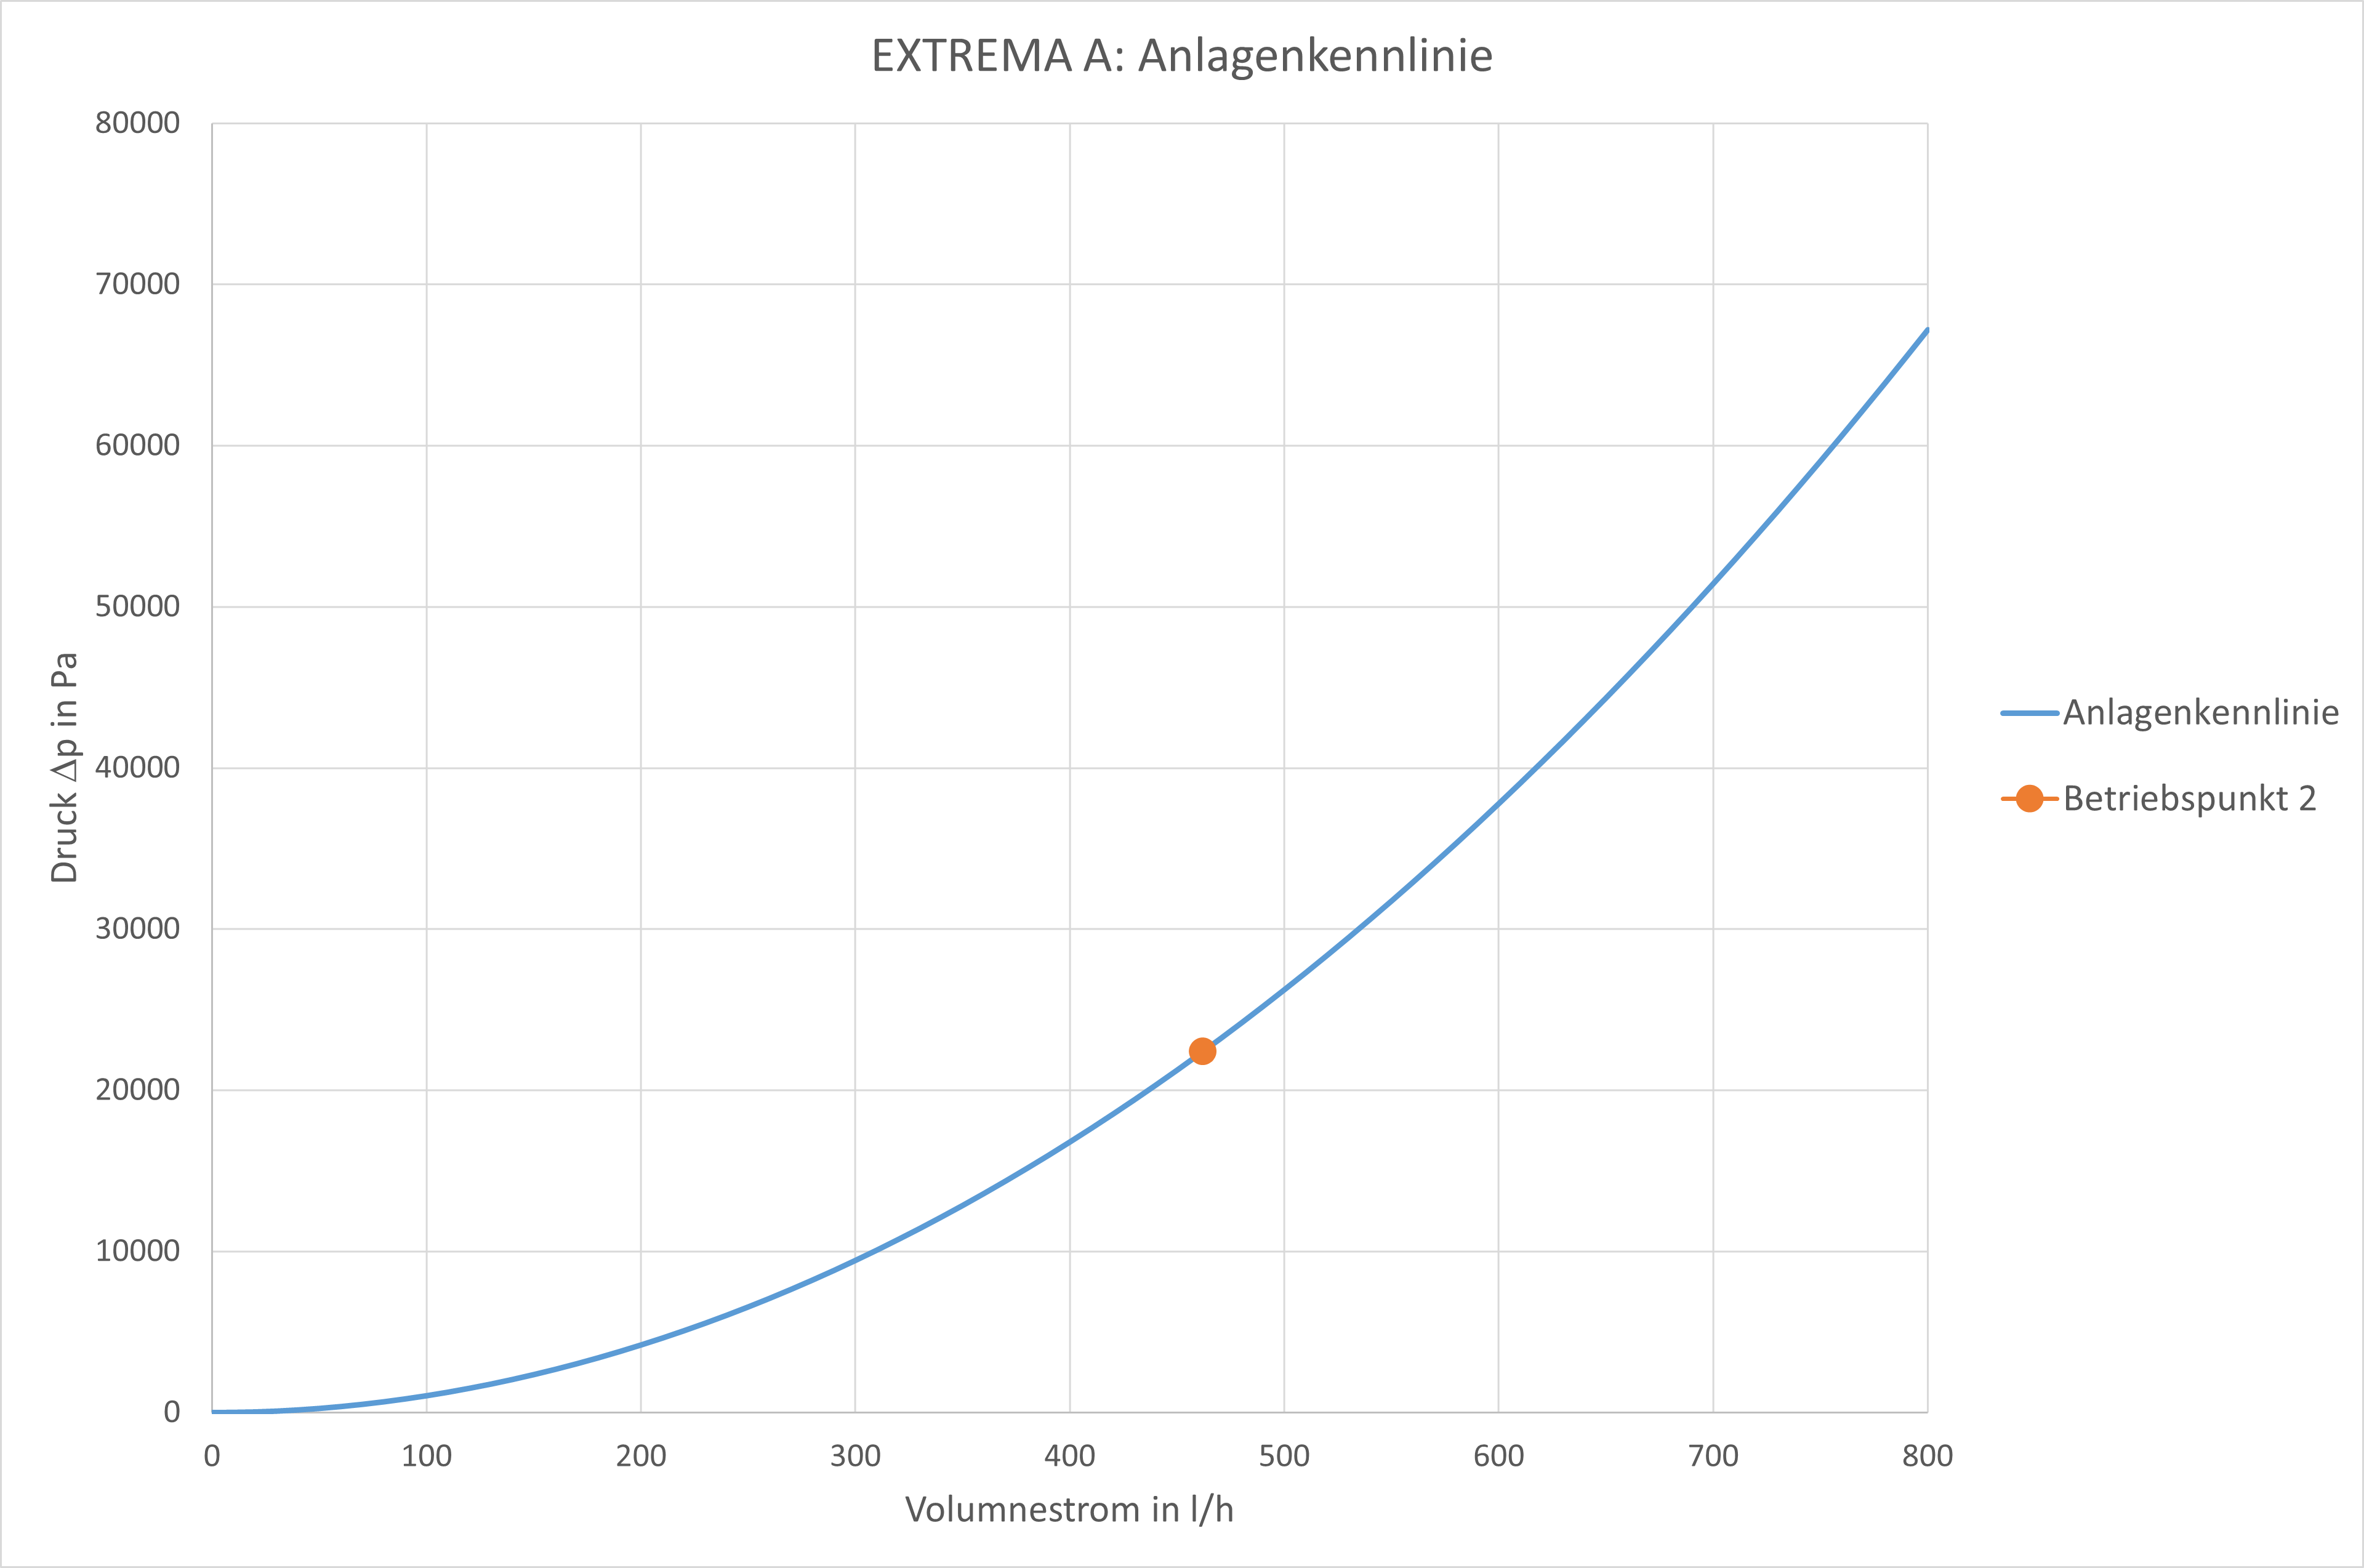 EXTREMA A: Anlagenkennlinie
80000
70000
60000
50000
40000
30000
20000
10000
0
Druck Δp in Pa
0 100 200 300 400 500 600 700 800
Volumnestrom in l/h
Anlagenkennlinie
Betriebspunkt 2